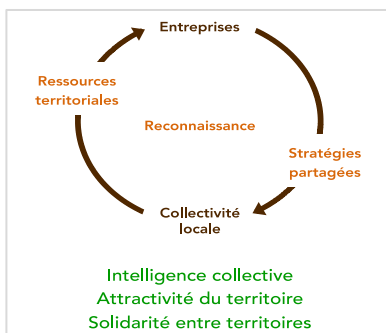 Entreprises
Ressources
territoriales
Reconnaissance
Stratégies
partagées
Collectivité
locale
Intelligence collective
Attractivité du territoire
Solidarité entre territoires